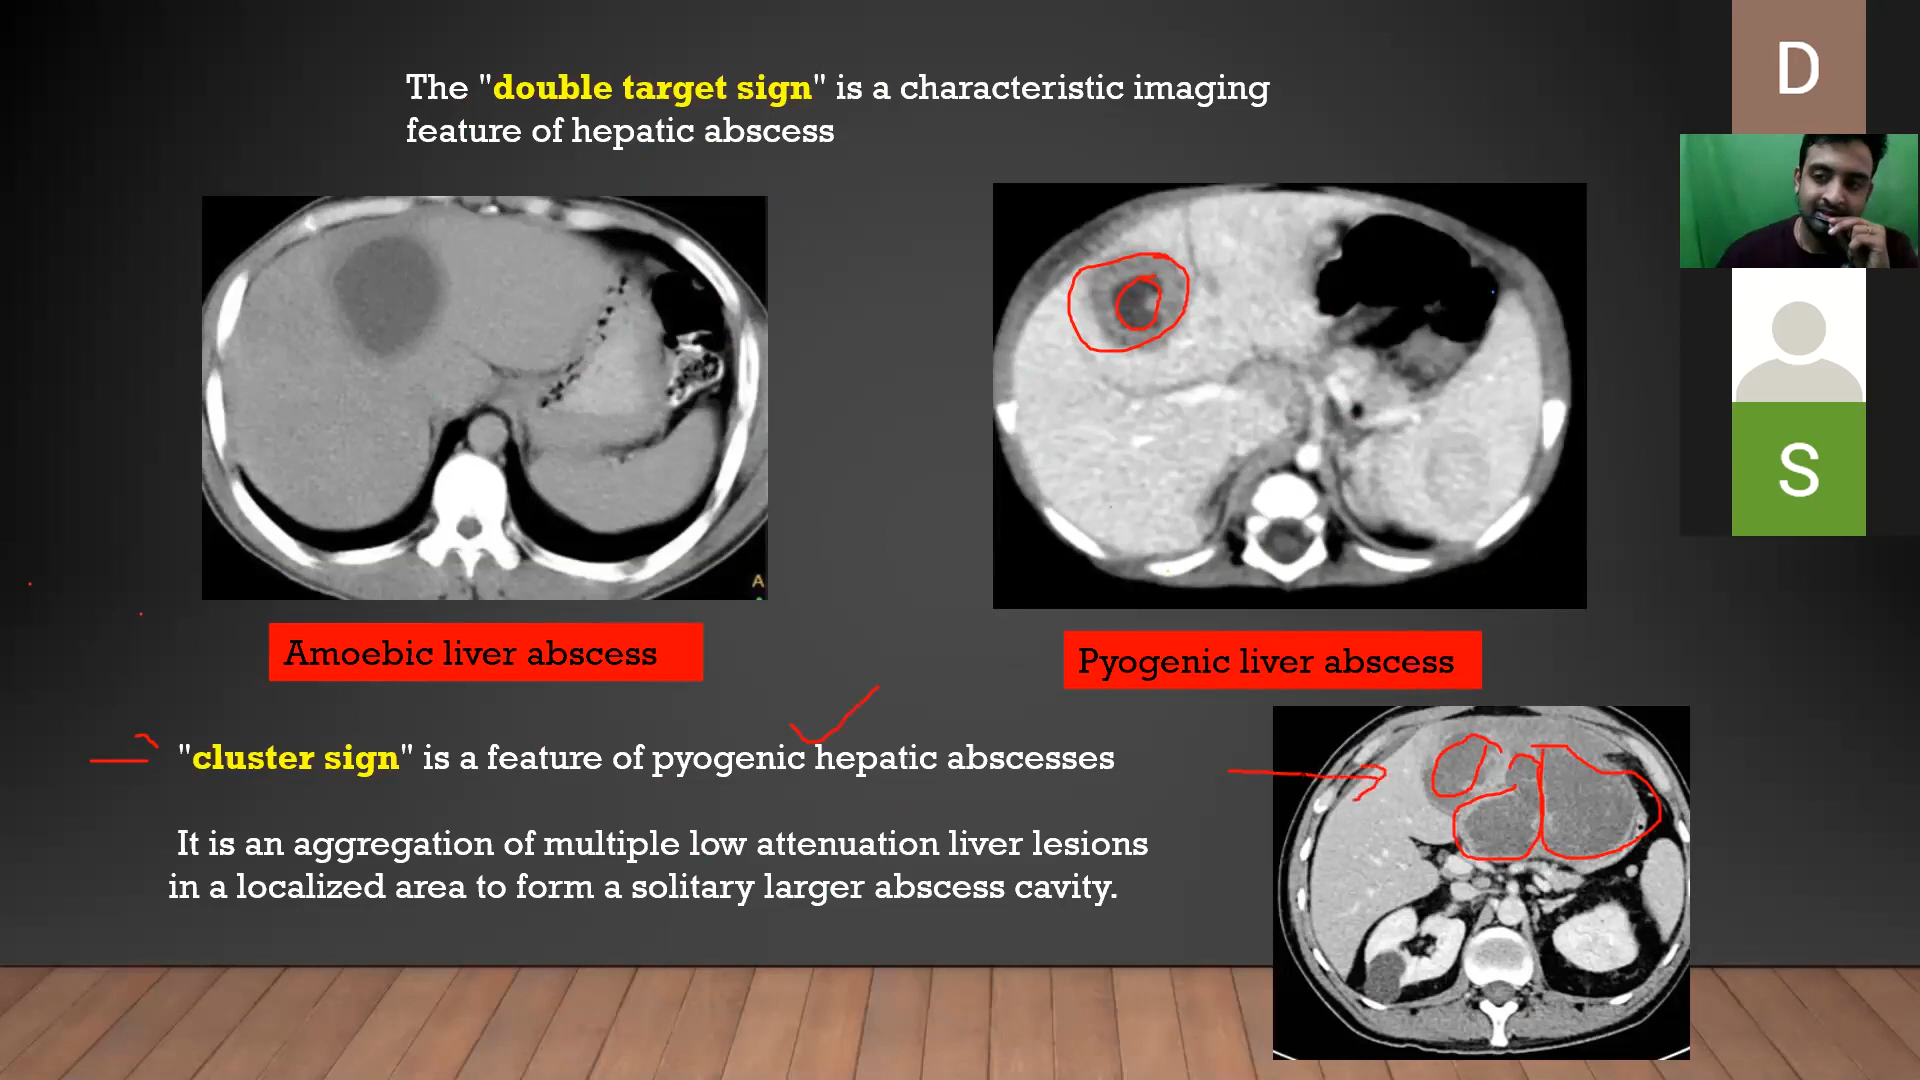 The "double target sign" is a characteristic imaging
feature of hepatic abscess
D
A
S
Amoebic liver abscess
Pyogenic liver abscess
"cluster sign" is a feature of pyogenic hepatic abscesses
It is an aggregation of multiple low attenuation liver lesions
in a localized area to form a solitary larger abscess cavity.